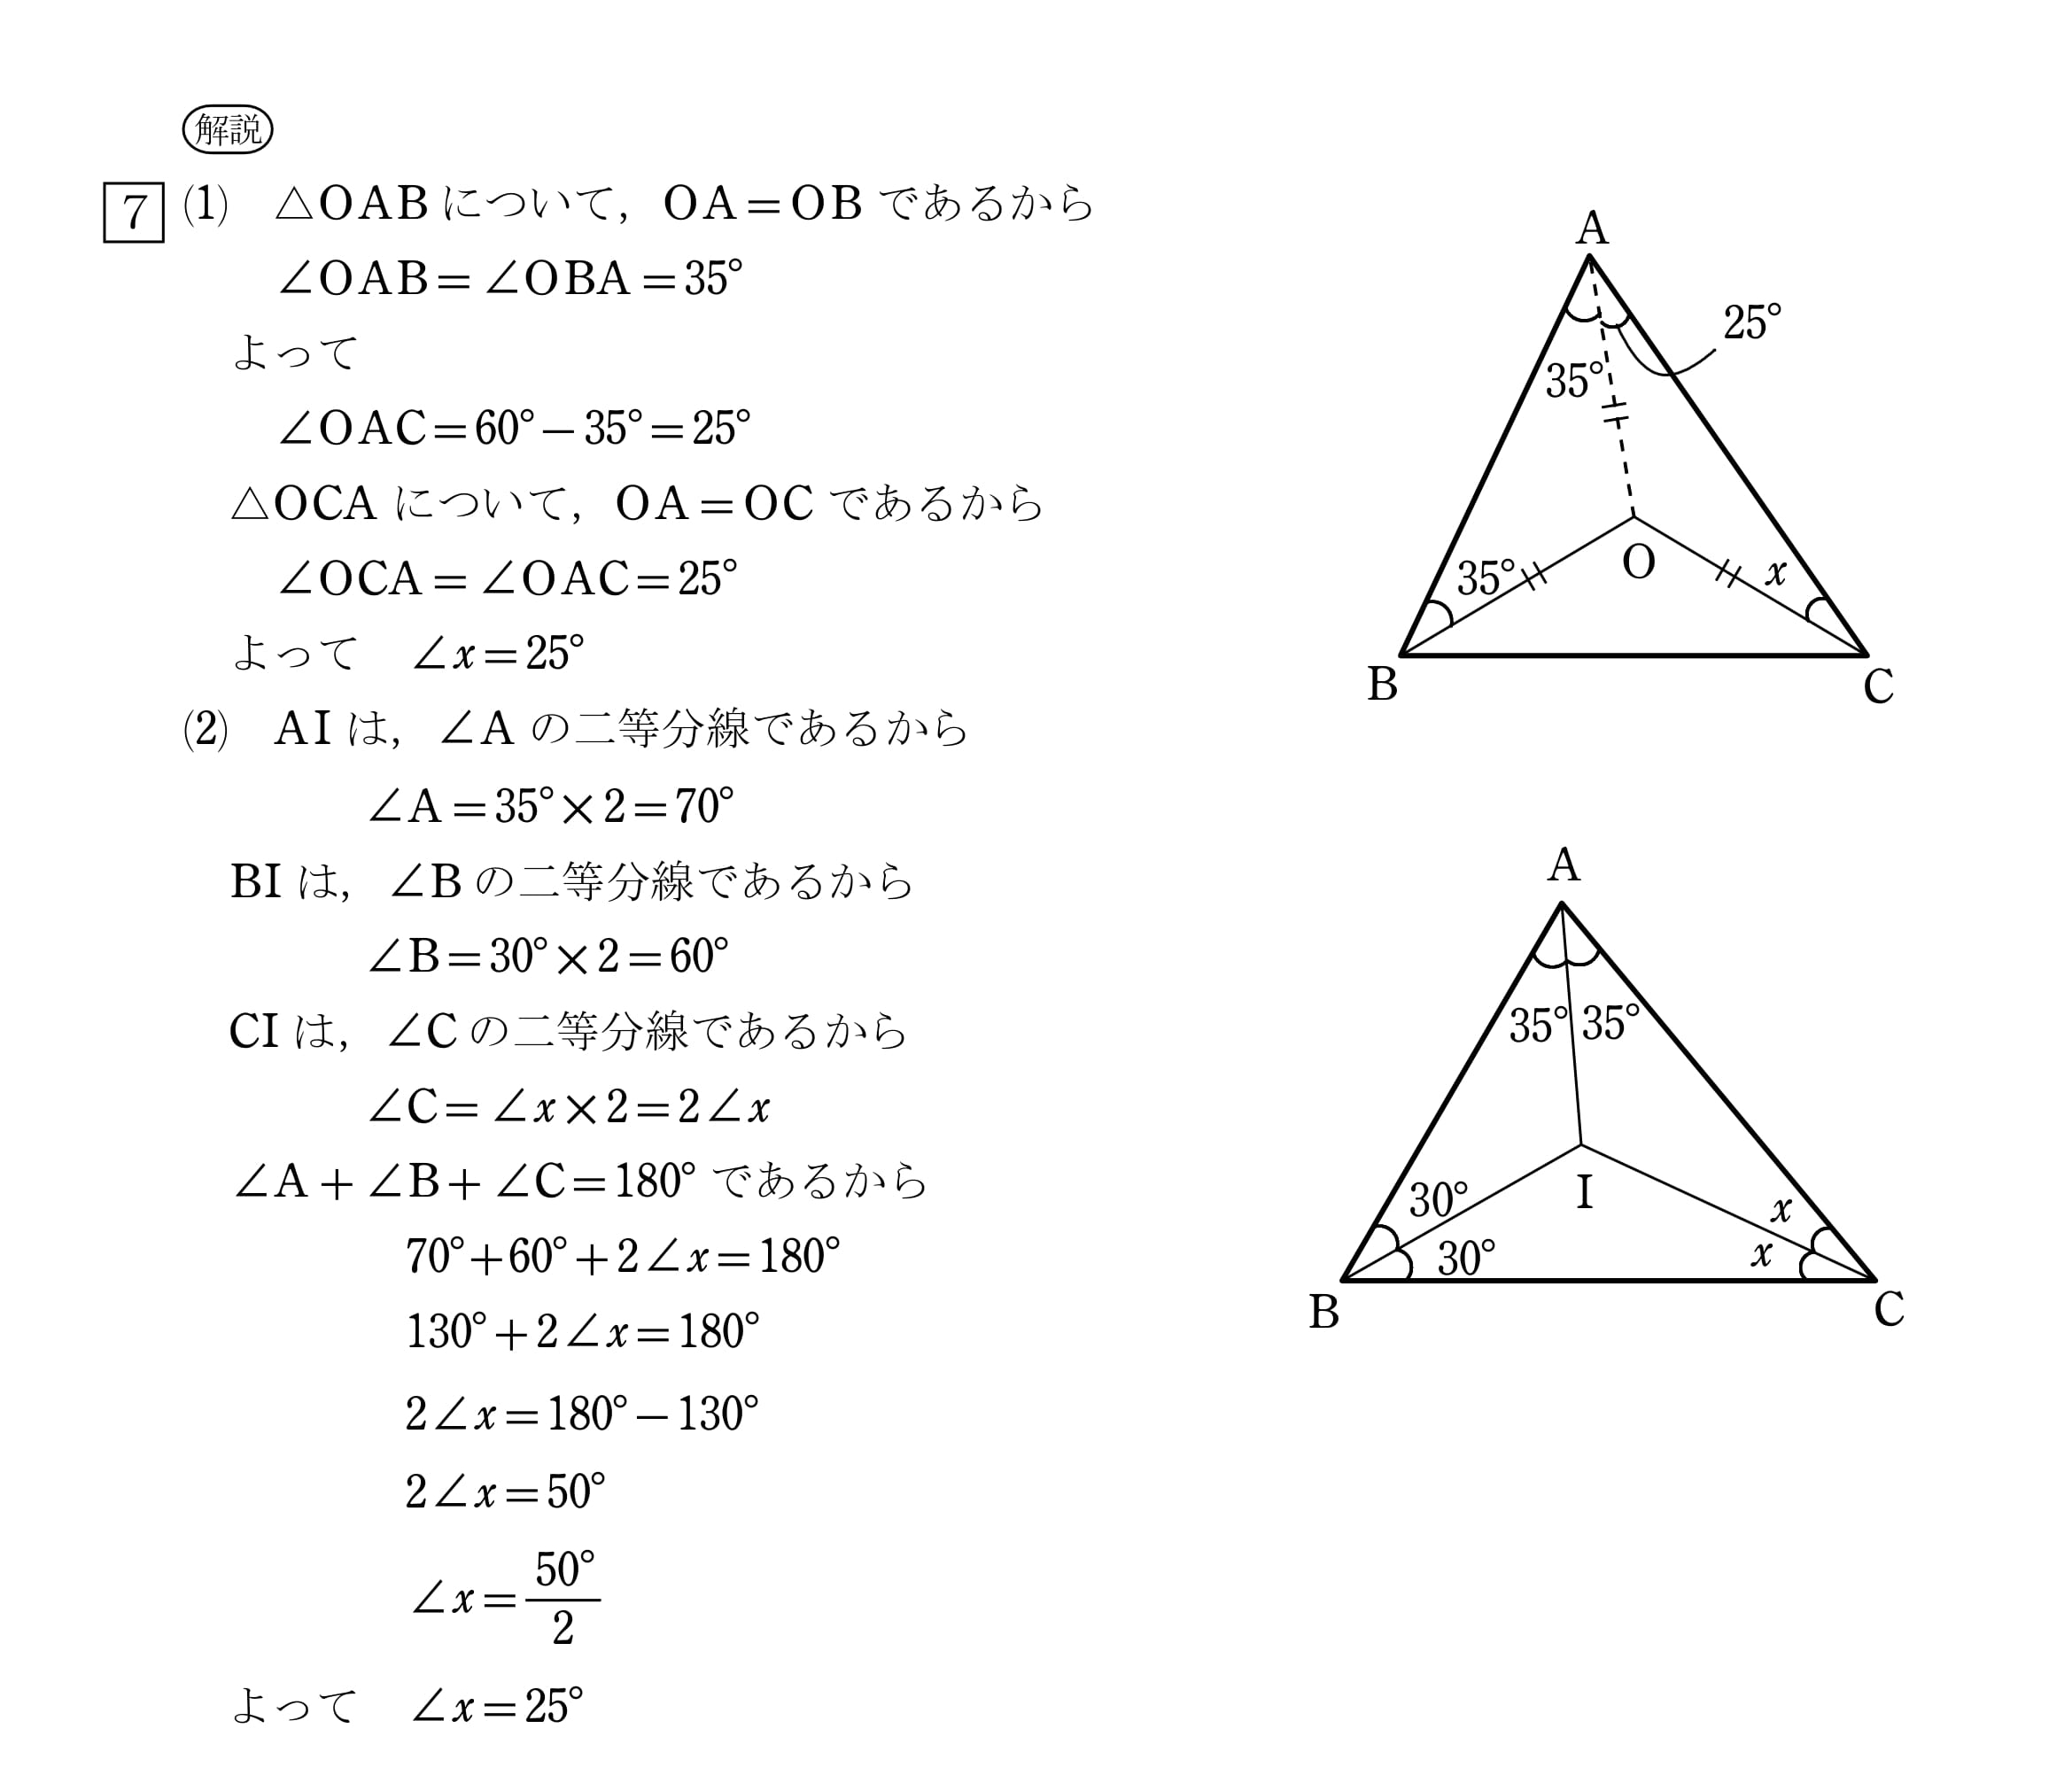 解説
7 (1) △OABについて，OA＝OBであるから
∠OAB＝∠OBA＝35°
よって
∠OAC＝60°－35°＝25°
△OCAについて，OA＝OCであるから
∠OCA＝∠OAC＝25°
よって ∠x＝25°
(2) AIは，∠Aの二等分線であるから
∠A＝35°×2＝70°
BIは，∠Bの二等分線であるから
∠B＝30°×2＝60°
CIは，∠Cの二等分線であるから
∠C＝∠x×2＝2∠x
∠A＋∠B＋∠C＝180°であるから
70°＋60°＋2∠x＝180°
130°＋2∠x＝180°
2∠x＝180°－130°
2∠x＝50°
∠x＝50°/2
よって ∠x＝25°
A
25°
35°
O
35°
x
B
C
A
35° 35°
I
30°
x
30°
x
B
C